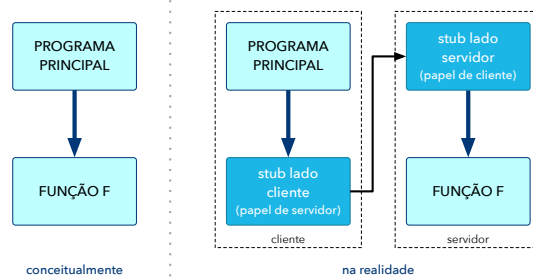 PROGRAMA
PRINCIPAL
FUNÇÃO F
conceitualmente
PROGRAMA
PRINCIPAL
stub lado
cliente
(papel de servidor)
cliente
stub lado
servidor
(papel de cliente)
FUNÇÃO F
servidor
na realidade